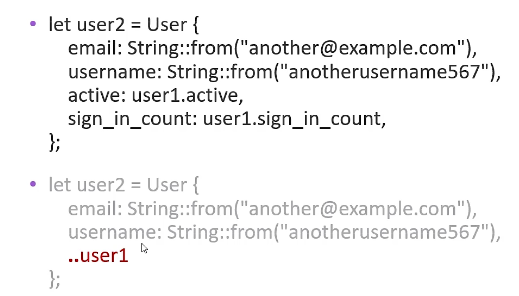 • let user2 = User {
email: String::from("another@example.com"),
username: String::from("anotherusername567"),
active: user1.active,
sign_in_count: user1.sign_in_count,
};
• let user2 = User {
email: String::from("another@example.com"),
username: String::from("anotherusername567"),
..user1
};